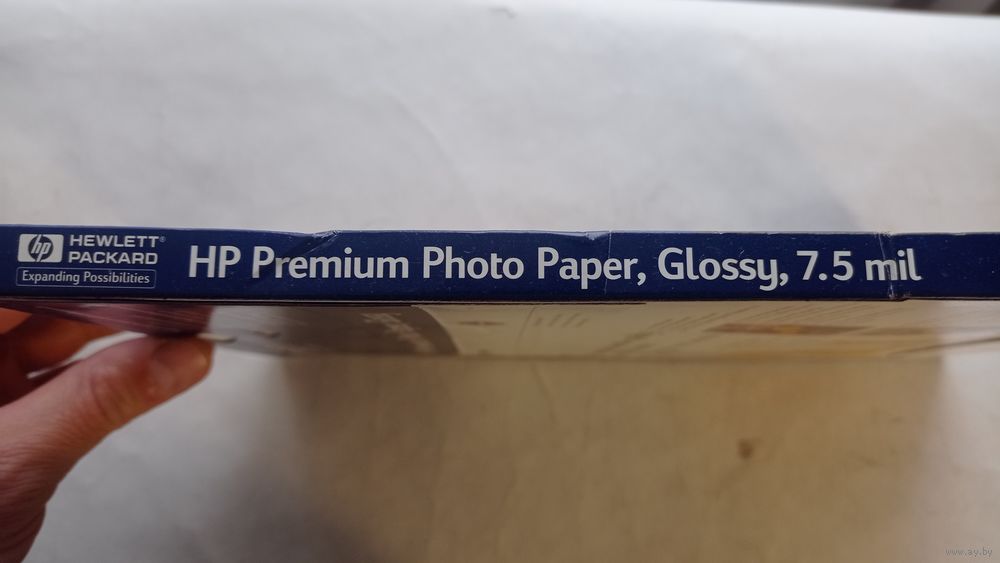 hp HEWLETT®
PACKARD
Expanding Possibilities
HP Premium Photo Paper, Glossy, 7.5 mil
www.ay.by